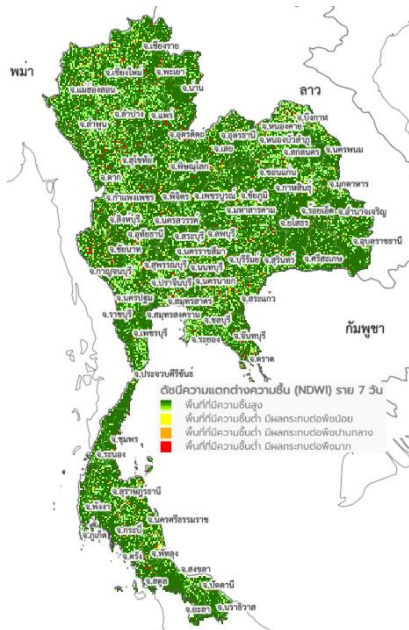 จ.เชียงราย
พม่า
จ.เชียงใหม่
จ.พะเยา
จ.แม่ฮ่องสอน
จ.น่าน
ลาว
จ.ลำปาง
จ.แพร่
จ.ลำพูน
จ.บึงกาฬ
จ.หนองคาย
จ.อุตรดิตถ์
จ.อุดรธานี
จ.หนองบัวลำภู
จ.เลย
จ.สกลนคร
จ.นครพนม
จ.สุโขทัย
จ.พิษณุโลก
จ.ตาก
จ.ขอนแก่น
จ.กาฬสินธุ์
จ.มุกดาหาร
จ.กำแพงเพชร
จ.พิจิตร
จ.เพชรบูรณ์
จ.ชัยภูมิ
จ.มหาสารคาม
จ.ร้อยเอ็ด
จ.อำนาจเจริญ
จ.สิงหบุรี
จ.นครสวรรค์
จ.ยโสธร
จ.อุทัยธานี
จ.สระบุรี
จ.ลพบุรี
จ.อุบลราชธานี
จ.ชัยนาท
จ.นครราชสีมา
จ.บุรีรัมย์
จ.สุรินทร์
จ.ศรีสะเกษ
จ.กาญจนบุรี
จ.สุพรรณบุรี
จ.นนทบุรี
จ.ปราจีนบุรี
จ.นครนายก
จ.นครปฐม
จ.สมุทรสาคร
จ.สระแก้ว
จ.ราชบุรี
จ.สมุทรสงคราม
จ.ชลบุรี
กัมพูชา
จ.เพชรบุรี
จ.ระยอง
จ.จันทบุรี
จ.ตราด
จ.ประจวบคีรีขันธ์
ดัชนีความแตกต่างความชื้น (NDWI) ราย 7 วัน
พื้นที่ที่มีความชื้นสูง
พื้นที่ที่มีความชื้นต่ำ มีผลกระทบต่อพืชน้อย
พื้นที่ที่มีความชื้นต่ำ มีผลกระทบต่อพืชปานกลาง
พื้นที่ที่มีความชื้นต่ำ มีผลกระทบต่อพืชมาก
จ.ชุมพร
จ.ระนอง
จ.สุราษฎร์ธานี
จ.พังงา
จ.นครศรีธรรมราช
จ.กระบี่
จ.ภูเก็ต
จ.ตรัง
จ.พัทลุง
จ.สงขลา
จ.สตูล
จ.ปัตตานี
จ.ยะลา
จ.นราธิวาส